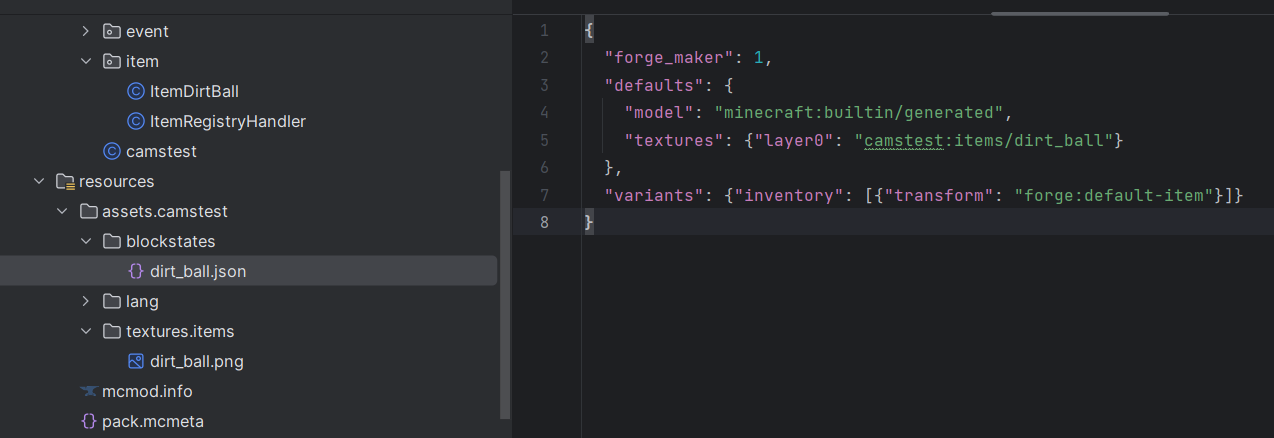 event
item
ItemDirtBall
ItemRegistryHandler
camstest
resources
assets.camstest
blockstates
dirt_ball.json
lang
textures.items
dirt_ball.png
mcmod.info
pack.mcmeta
1 {
2 "forge_maker": 1,
3 "defaults": {
4 "model": "minecraft:builtin/generated",
5 "textures": {"layer0": "camstest:items/dirt_ball"}
6 },
7 "variants": {"inventory": [{"transform": "forge:default-item"}]}
8 }